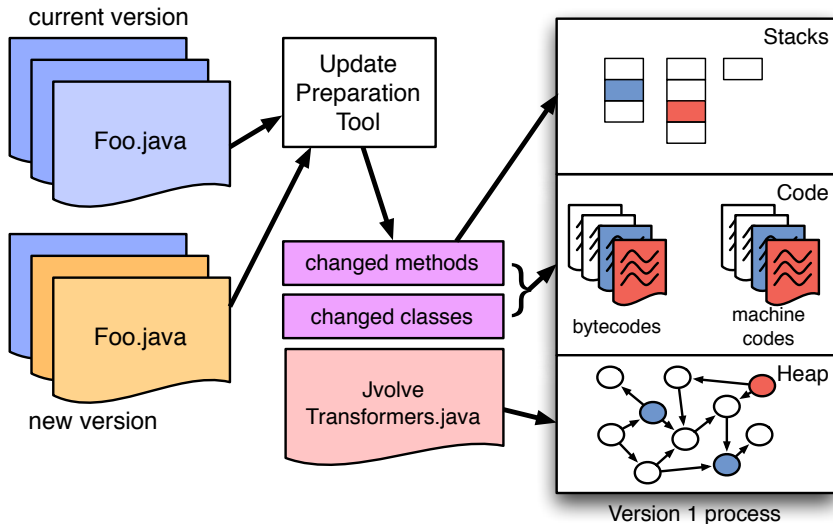 current version
Foo.java
Update
Preparation
Tool
Stacks
Foo.java
new version
changed methods
changed classes
Jvolve
Transformers.java
Code
bytecodes
machine
codes
Heap
Version 1 process